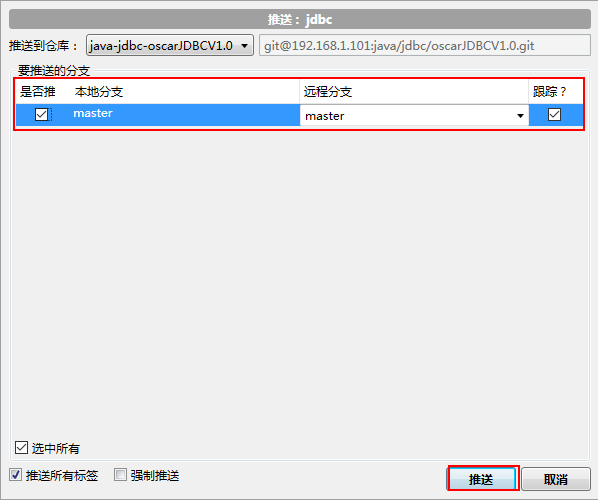 推送：jdbc
推送到仓库： java-jdbc-oscarJDBCV1.0 git@192.168.1.101:java/jdbc/oscarJDBCV1.0.git
要推送的分支
是否推 本地分支 远程分支 跟踪？
master master
选中所有
推送所有标签 强制推送 推送 取消